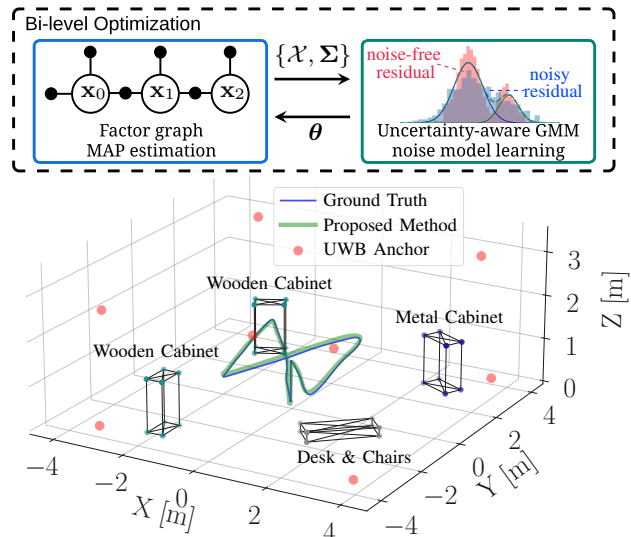 Bi-level Optimization
x₀ x₁ x₂
Factor graph
MAP estimation
{𝒳, Σ}
θ
noise-free
residual
noisy
residual
Uncertainty-aware GMM
noise model learning
Ground Truth
Proposed Method
UWB Anchor
Wooden Cabinet
Metal Cabinet
Wooden Cabinet
Desk & Chairs
3
2
1
0
Z [m]
−4
−2
0
2
4
X [m]
−4
−2
0
2
4
Y [m]